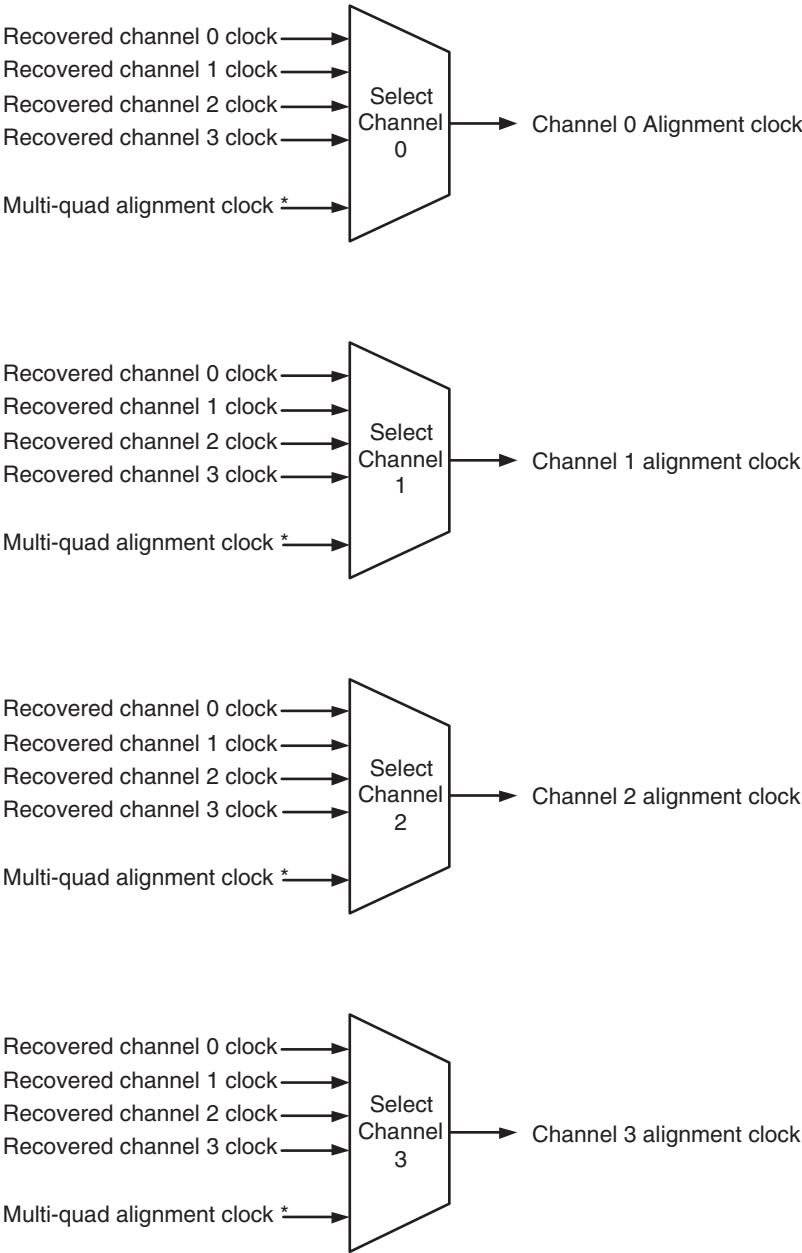 Recovered channel 0 clock
Recovered channel 1 clock
Recovered channel 2 clock
Recovered channel 3 clock
Multi-quad alignment clock *
Select
Channel
0
Channel 0 Alignment clock
Recovered channel 0 clock
Recovered channel 1 clock
Recovered channel 2 clock
Recovered channel 3 clock
Multi-quad alignment clock *
Select
Channel
1
Channel 1 alignment clock
Recovered channel 0 clock
Recovered channel 1 clock
Recovered channel 2 clock
Recovered channel 3 clock
Multi-quad alignment clock *
Select
Channel
2
Channel 2 alignment clock
Recovered channel 0 clock
Recovered channel 1 clock
Recovered channel 2 clock
Recovered channel 3 clock
Multi-quad alignment clock *
Select
Channel
3
Channel 3 alignment clock